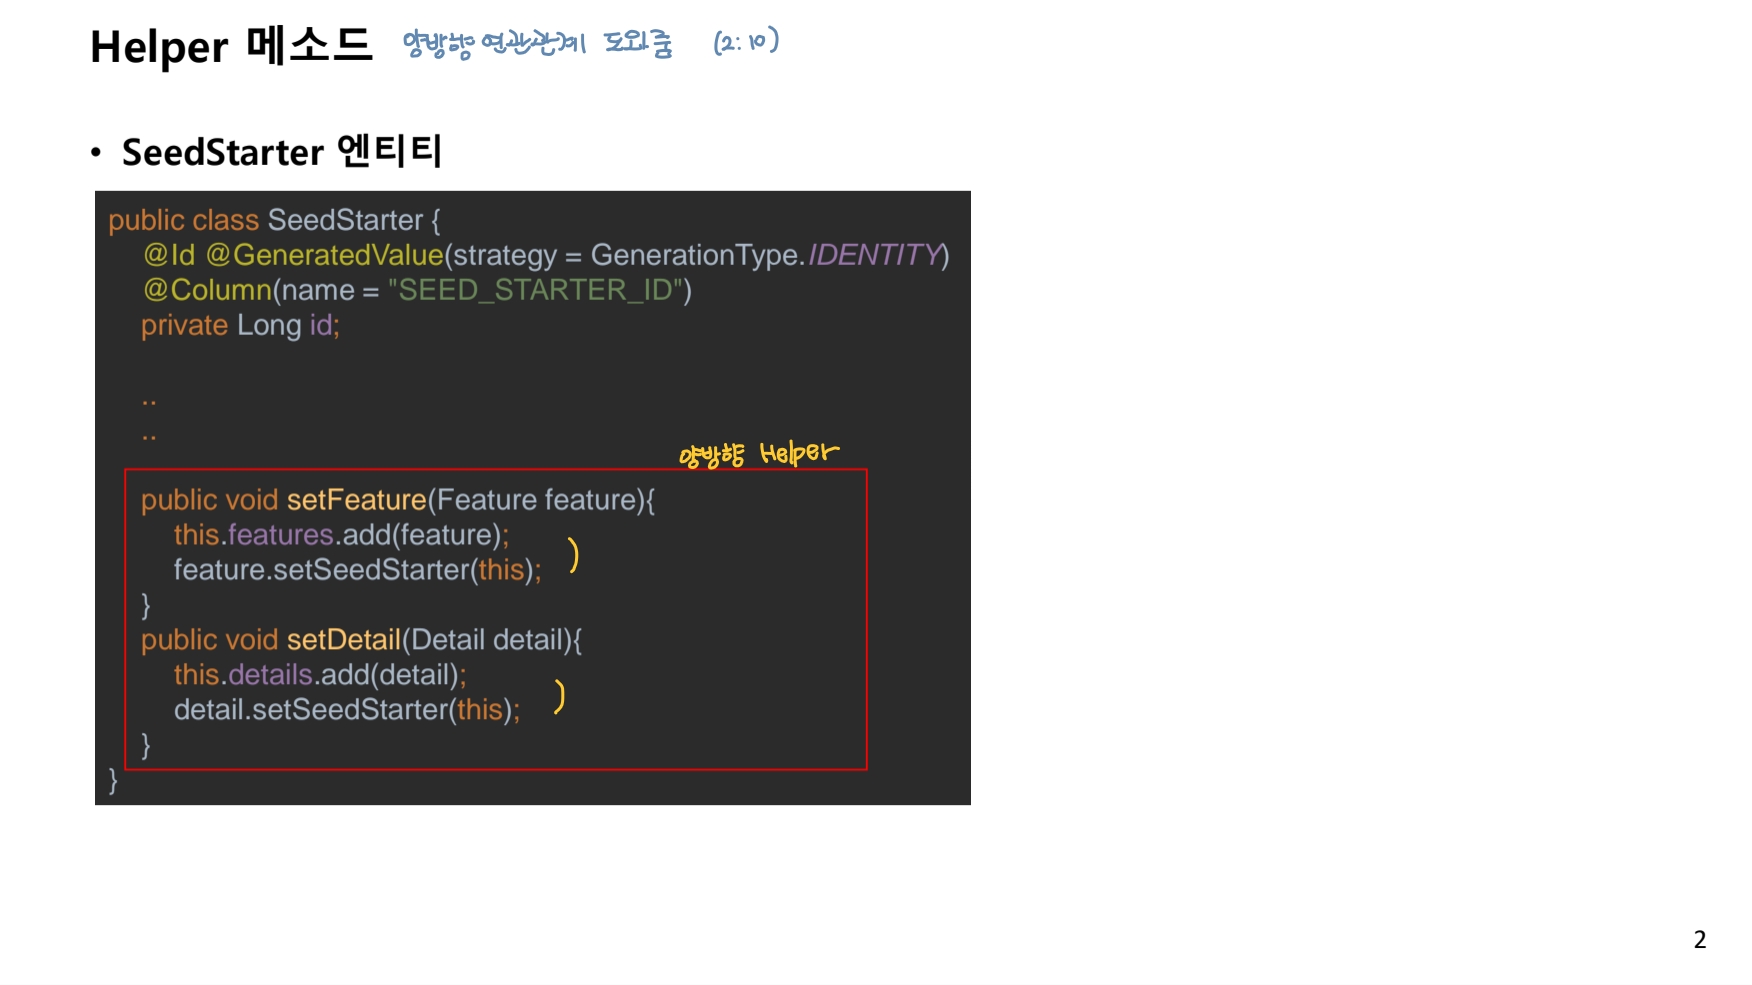 Helper 메소드 양방향 연관관계 도와줌 (2:10)
• SeedStarter 엔티티
public class SeedStarter {
@Id @GeneratedValue(strategy = GenerationType.IDENTITY)
@Column(name = "SEED_STARTER_ID")
private Long id;
..
..
양방향 Helper
public void setFeature(Feature feature){
this.features.add(feature);
feature.setSeedStarter(this);
}
public void setDetail(Detail detail){
this.details.add(detail);
detail.setSeedStarter(this);
}
}
2